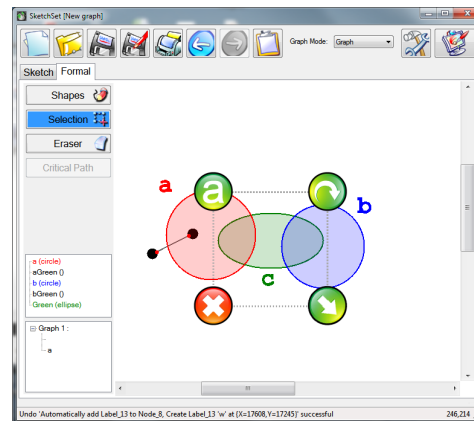 SketchSet [New graph]
Graph Mode: Graph
Sketch Formal
Shapes
Selection
Eraser
Critical Path
a
a
b
c
a (circle)
aGreen ()
b (circle)
bGreen ()
Green (ellipse)
Graph 1 :
a
Undo 'Automatically add Label_13 to Node_8, Create Label_13 'w' at {X=17608,Y=17245}' successful 246,214